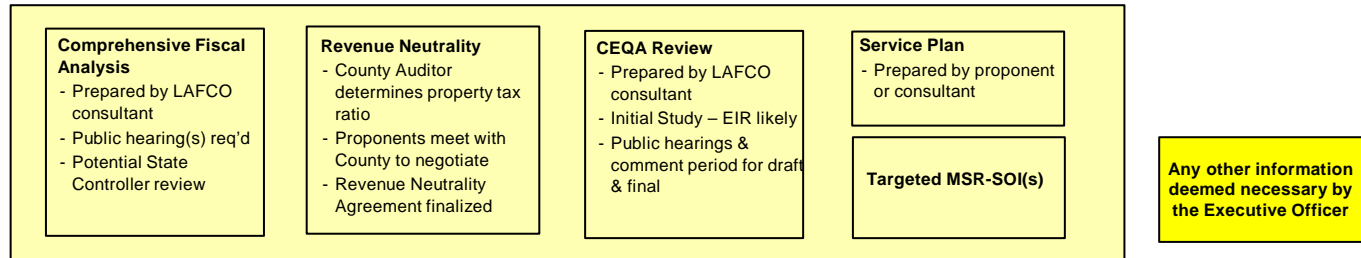 Comprehensive Fiscal
Analysis
- Prepared by LAFCO
consultant
- Public hearing(s) req'd
- Potential State
Controller review
Revenue Neutrality
- County Auditor
determines property tax
ratio
- Proponents meet with
County to negotiate
- Revenue Neutrality
Agreement finalized
CEQA Review
- Prepared by LAFCO
consultant
- Initial Study – EIR likely
- Public hearings &
comment period for draft
& final
Service Plan
- Prepared by proponent
or consultant
Targeted MSR-SOI(s)
Any other information
deemed necessary by
the Executive Officer